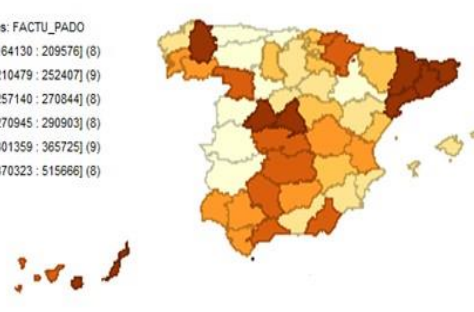 s: FACTU_PADO
64130 : 209576] (8)
210479 : 252407] (9)
257140 : 270844] (8)
270945 : 290903] (8)
301359 : 365725] (9)
370323 : 515666] (8)